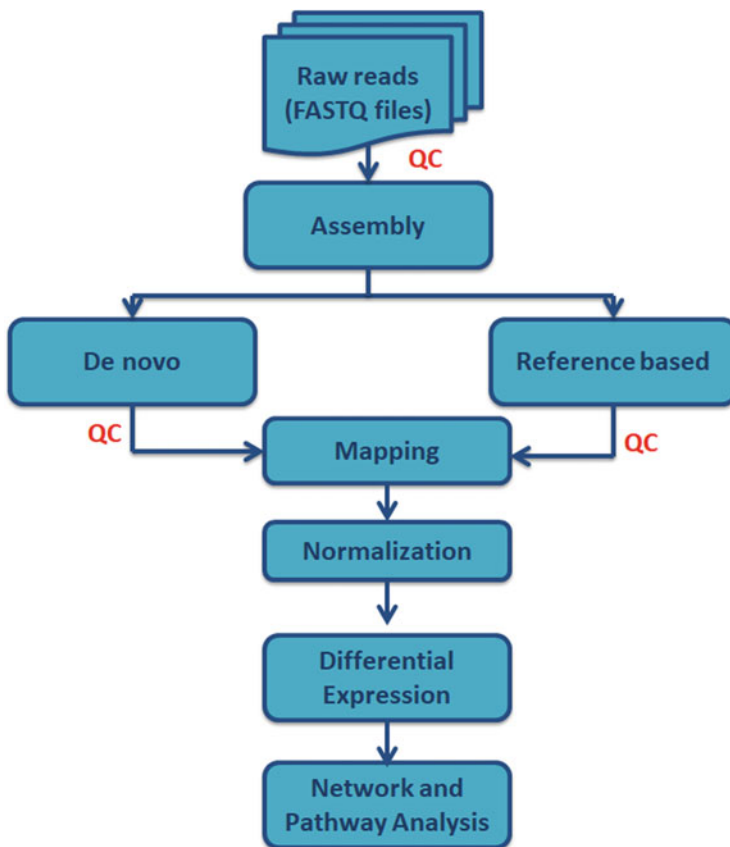 Raw reads
(FASTQ files)
QC
Assembly
De novo
Reference based
QC
QC
Mapping
Normalization
Differential
Expression
Network and
Pathway Analysis